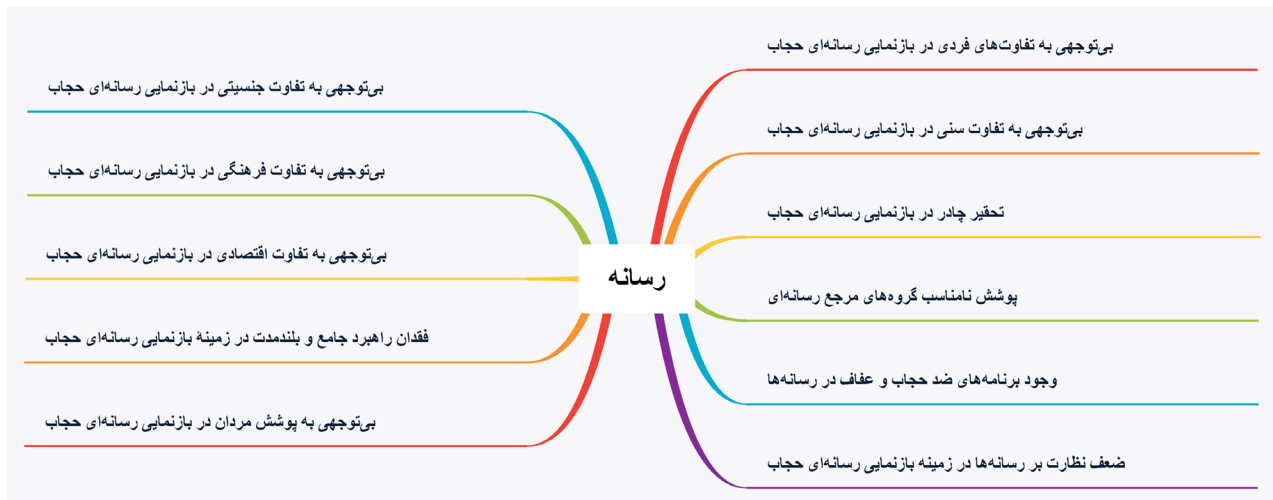 رسانه
بی‌توجهی به تفاوت‌های فردی در بازنمایی رسانه‌ای حجاب
بی‌توجهی به تفاوت سنی در بازنمایی رسانه‌ای حجاب
تحقیر چادر در بازنمایی رسانه‌ای حجاب
پوشش نامناسب گروه‌های مرجع رسانه‌ای
وجود برنامه‌های ضد حجاب و عفاف در رسانه‌ها
ضعف نظارت بر رسانه‌ها در زمینه بازنمایی رسانه‌ای حجاب
بی‌توجهی به تفاوت جنسیتی در بازنمایی رسانه‌ای حجاب
بی‌توجهی به تفاوت فرهنگی در بازنمایی رسانه‌ای حجاب
بی‌توجهی به تفاوت اقتصادی در بازنمایی رسانه‌ای حجاب
فقدان راهبرد جامع و بلندمدت در زمینهٔ بازنمایی رسانه‌ای حجاب
بی‌توجهی به پوشش مردان در بازنمایی رسانه‌ای حجاب